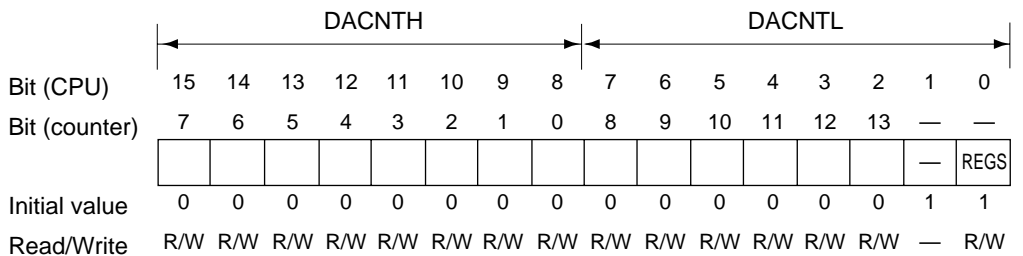 DACNTH DACNTL
Bit (CPU) 15 14 13 12 11 10 9 8 7 6 5 4 3 2 1 0
Bit (counter) 7 6 5 4 3 2 1 0 8 9 10 11 12 13 — —
— REGS
Initial value 0 0 0 0 0 0 0 0 0 0 0 0 0 0 1 1
Read/Write R/W R/W R/W R/W R/W R/W R/W R/W R/W R/W R/W R/W R/W R/W — R/W